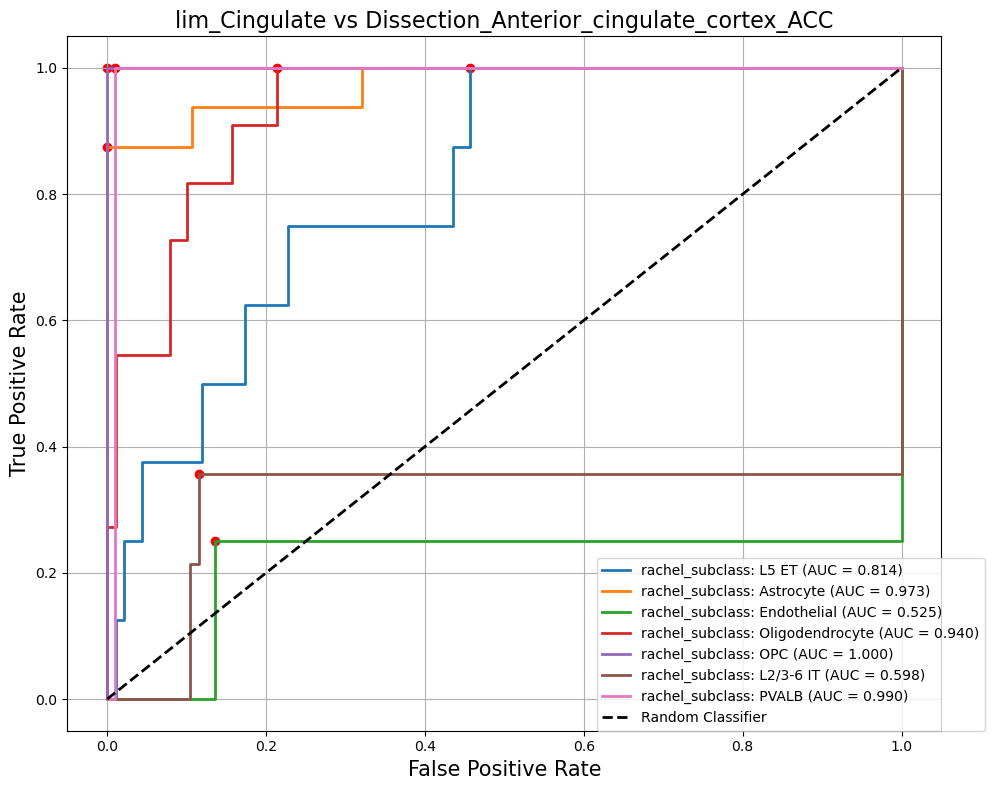 lim_Cingulate vs Dissection_Anterior_cingulate_cortex_ACC
True Positive Rate
1.0
0.8
0.6
0.4
0.2
0.0
rachel_subclass: L5 ET (AUC = 0.814)
rachel_subclass: Astrocyte (AUC = 0.973)
rachel_subclass: Endothelial (AUC = 0.525)
rachel_subclass: Oligodendrocyte (AUC = 0.940)
rachel_subclass: OPC (AUC = 1.000)
rachel_subclass: L2/3-6 IT (AUC = 0.598)
rachel_subclass: PVALB (AUC = 0.990)
Random Classifier
0.0 0.2 0.4 0.6 0.8 1.0
False Positive Rate